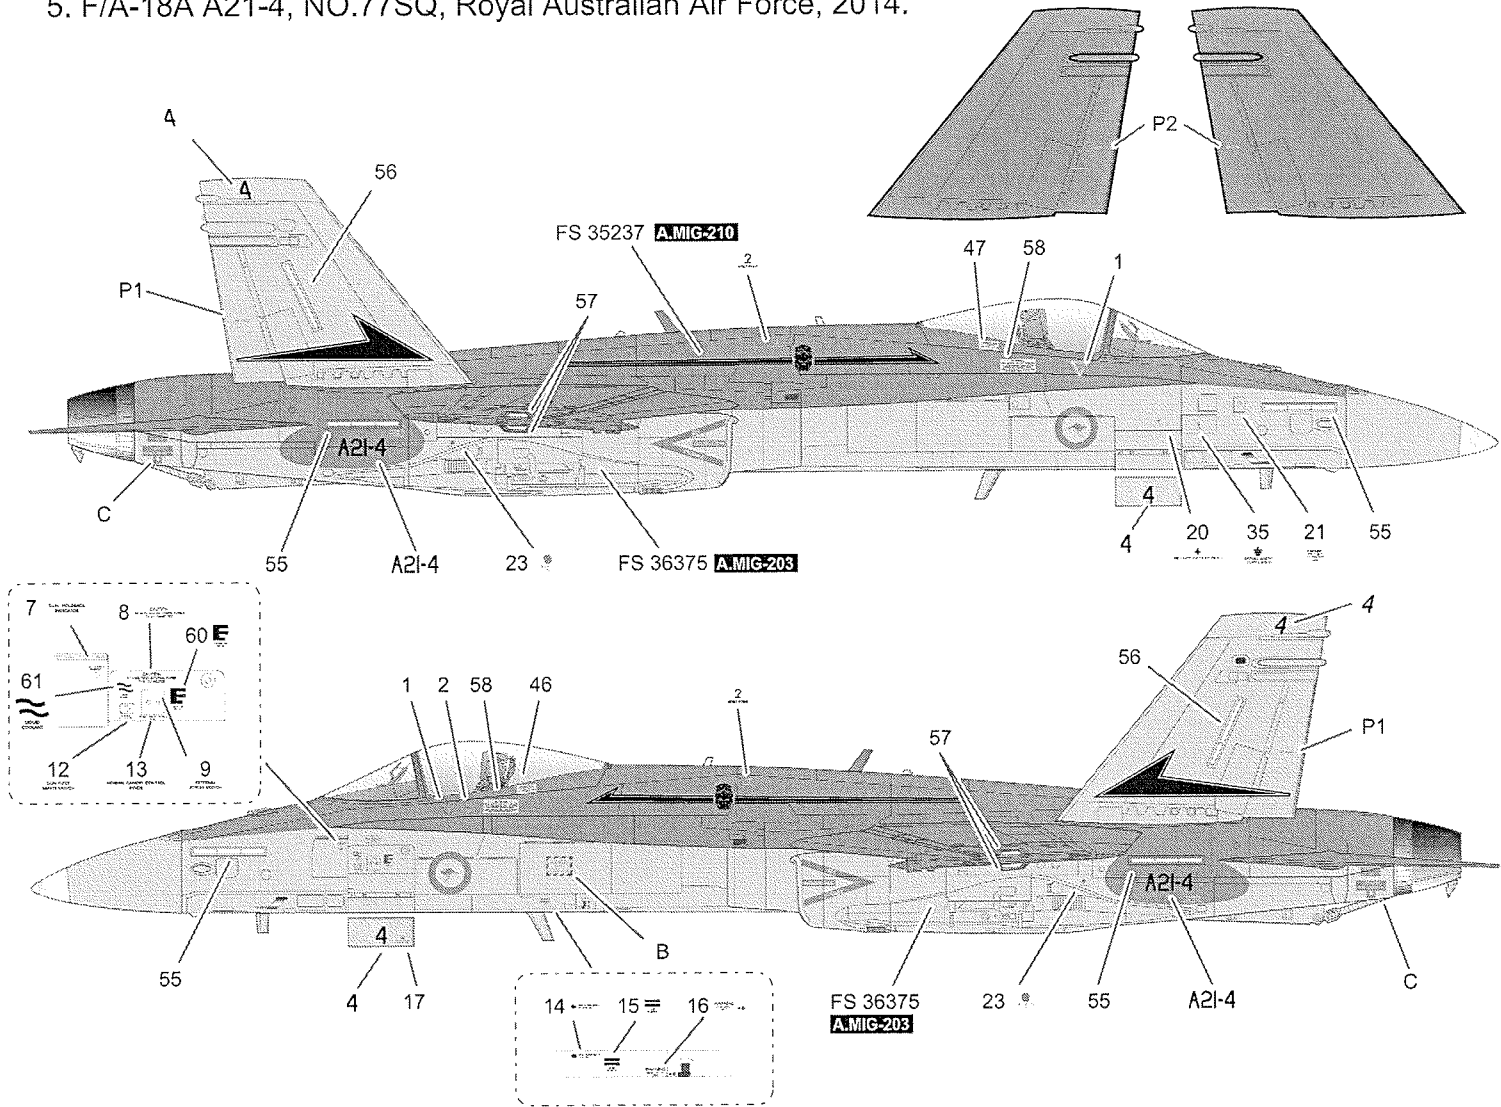 5. F/A-18A A21-4, NO.77SQ, Royal Australian Air Force, 2014.
P2
4
4
56
FS 35237 A.MIG-210
2
47 58 1
P1
57
A21-4
C
4
4
55 A21-4 23 FS 36375 A.MIG-203
20 35 21 55
7 8
60 E
61
E
12 13 9
1 2 58 46
2
57
4
4
56
P1
E
A21-4
4
55
B
4 17
14 15 16
FS 36375
A.MIG-203
23 55 A21-4
C